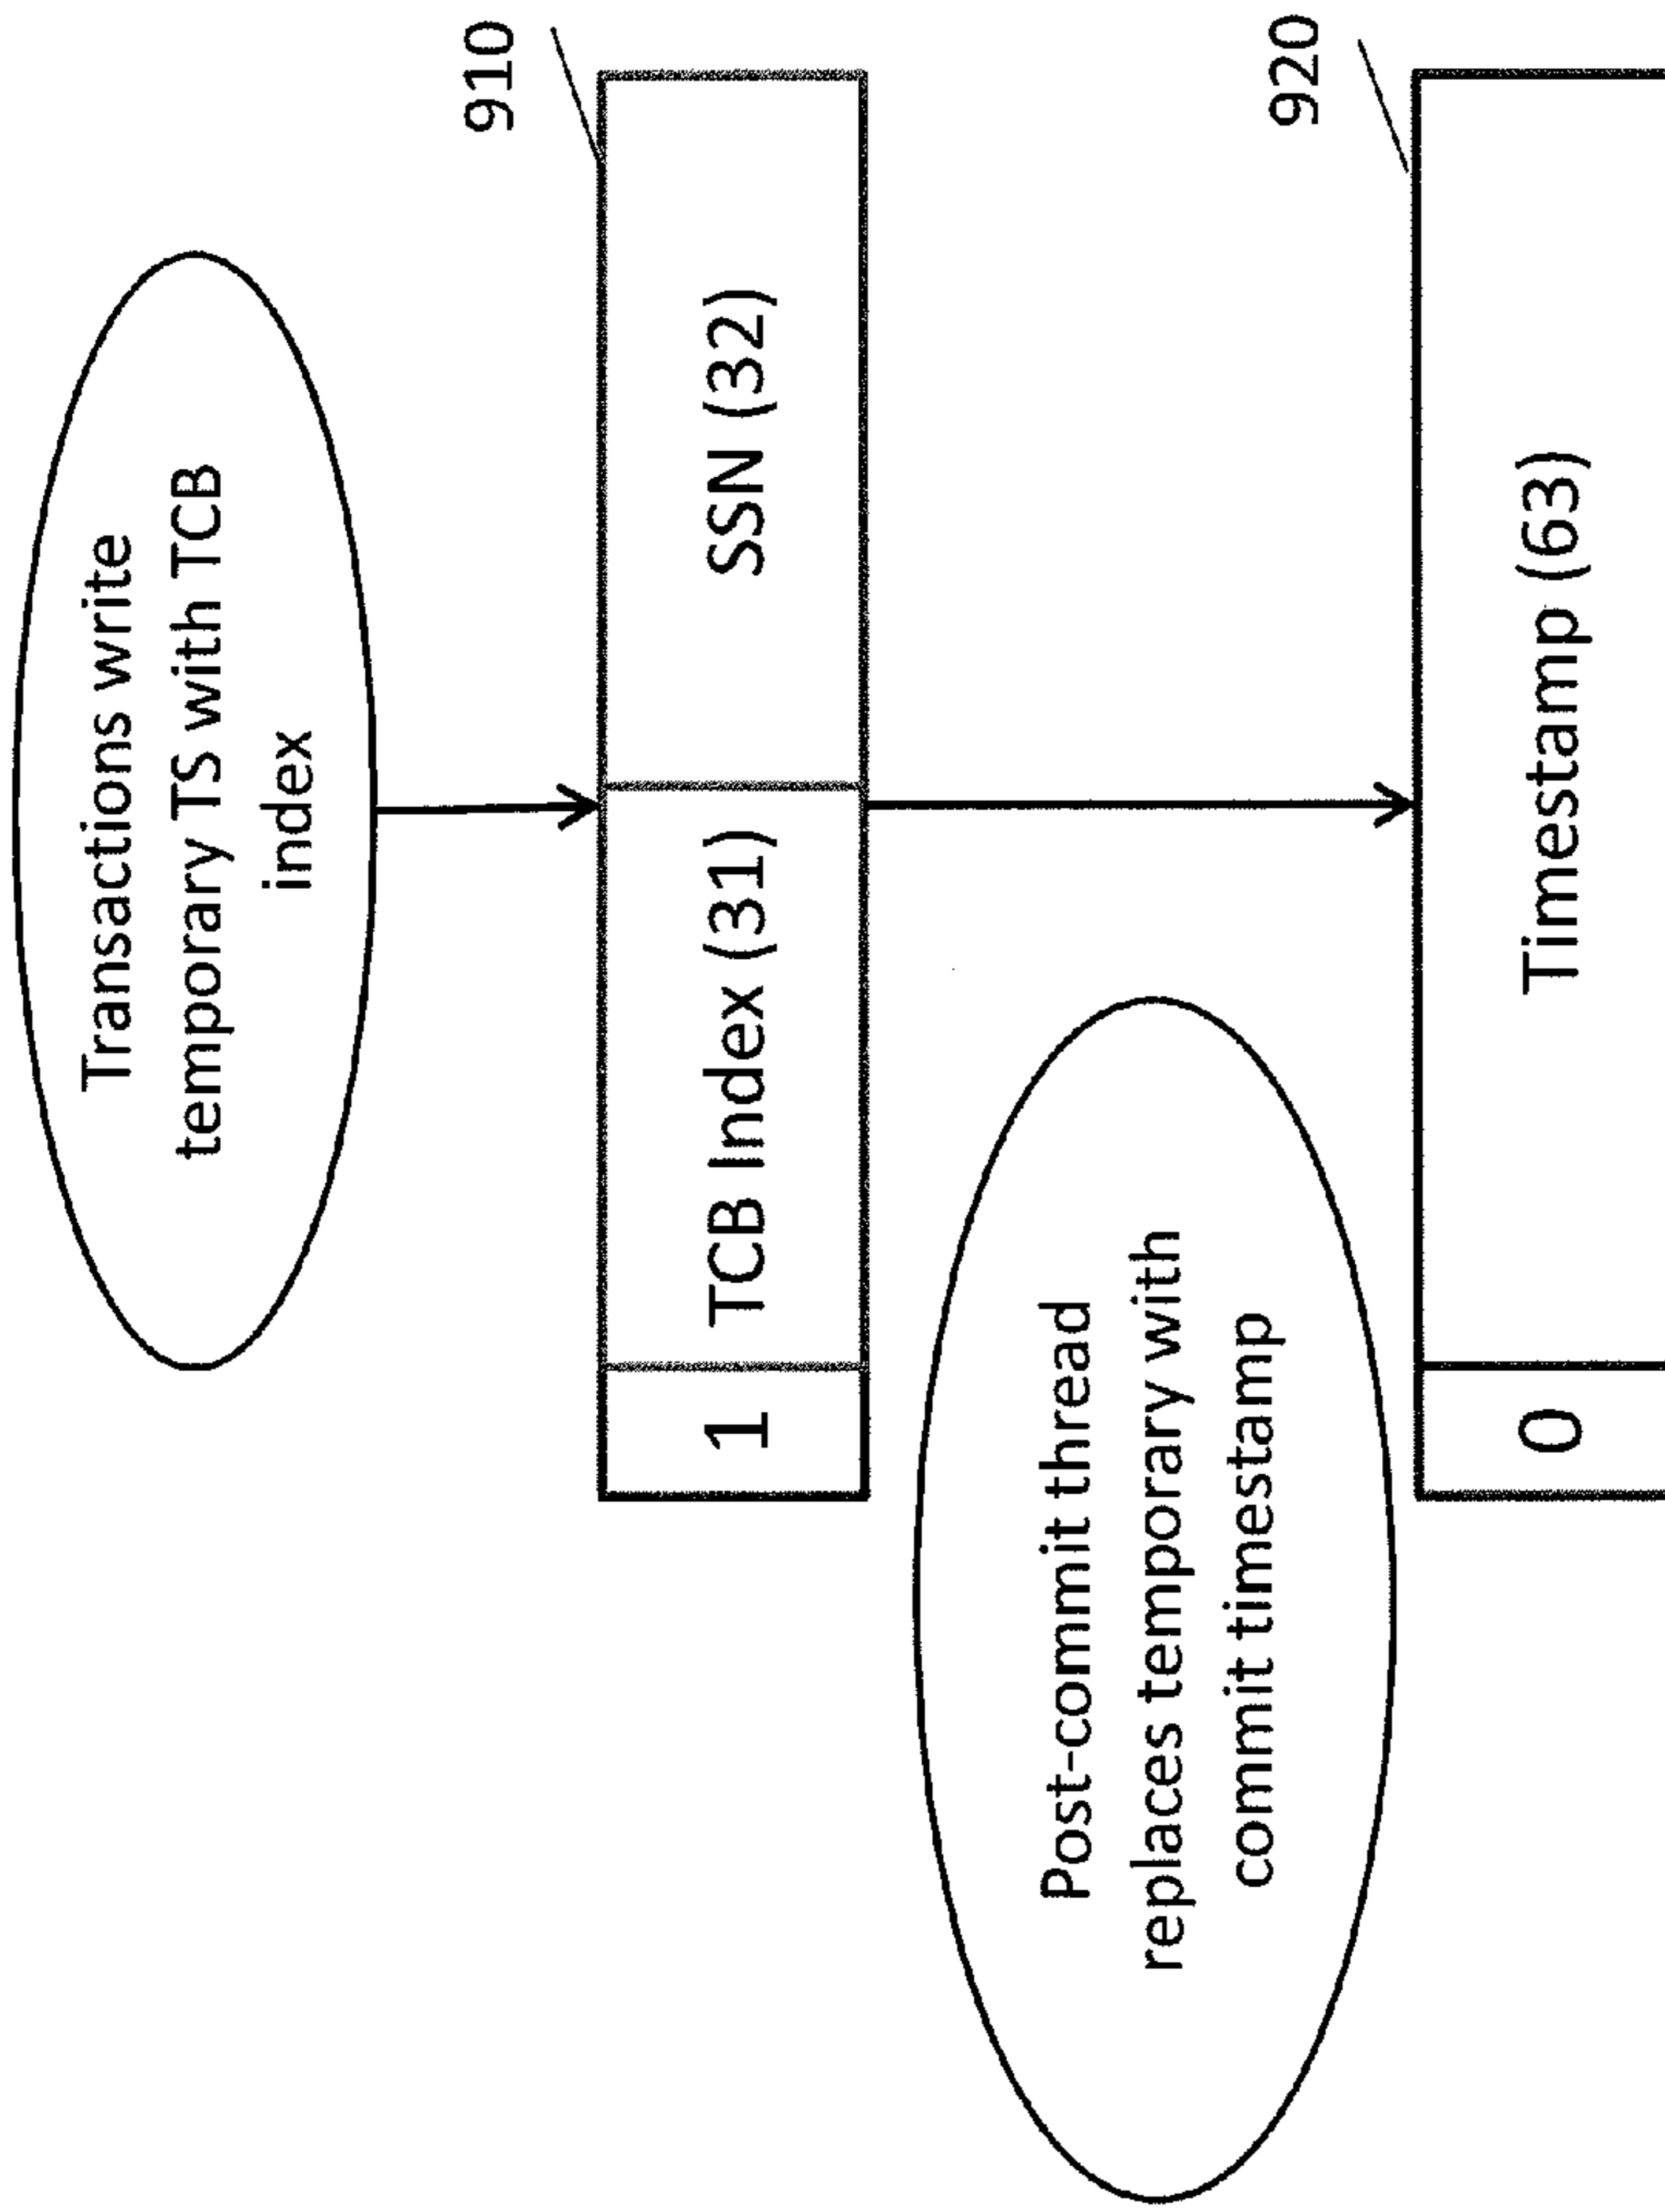 Transactions write
temporary TS with TCB
index
910
1
TCB Index (31)
SSN (32)
Post-commit thread
replaces temporary with
commit timestamp
920
0
Timestamp (63)